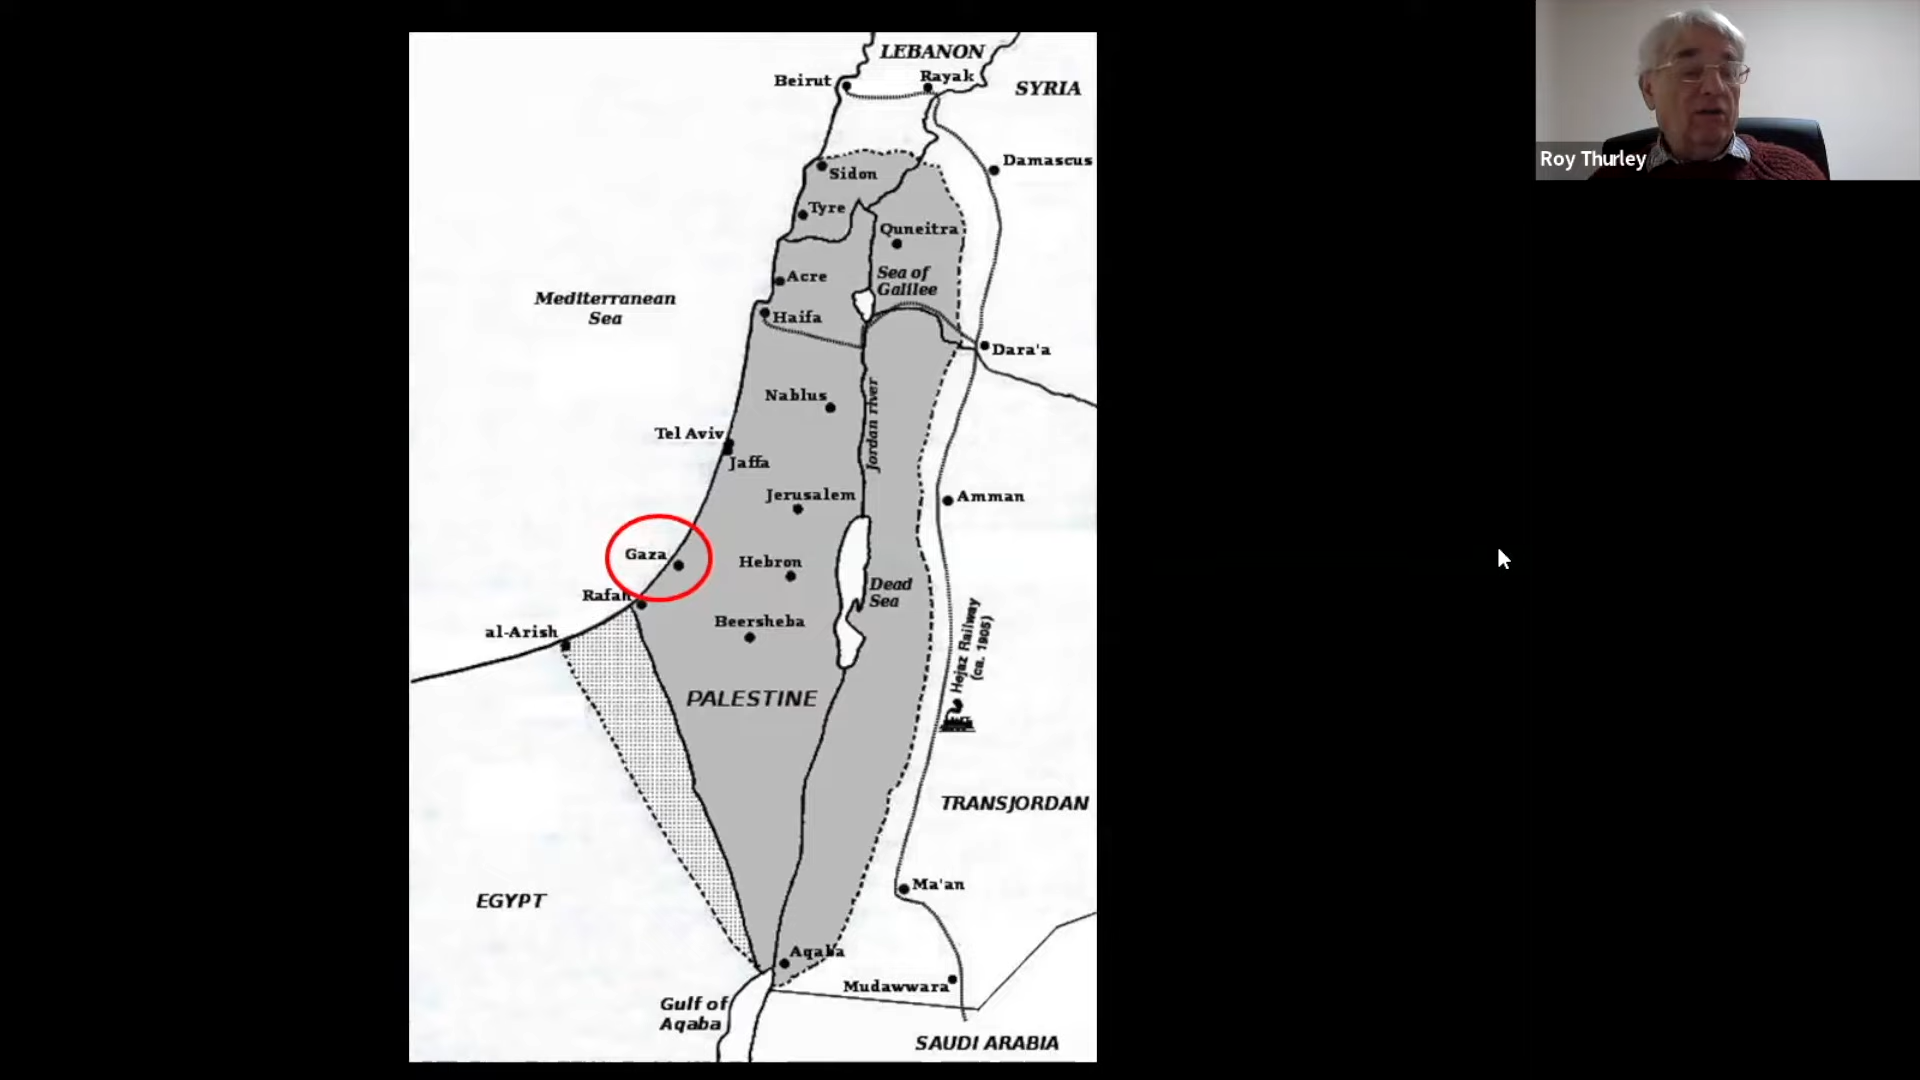 LEBANON
Beirut
Rayak
SYRIA
Damascus
Sidon
Tyre
Quneitra
Acre
Sea of
Galilee
Mediterranean
Sea
Haifa
Dara'a
Nablus
Jordan river
Tel Aviv
Jaffa
Jerusalem
Amman
Gaza
Hebron
Dead
Sea
Rafah
Beersheba
al-Arish
Hejaz Railway
(ca. 1905)
PALESTINE
TRANSJORDAN
Ma'an
EGYPT
Aqaba
Mudawwara
Gulf of
Aqaba
SAUDI ARABIA
Roy Thurley